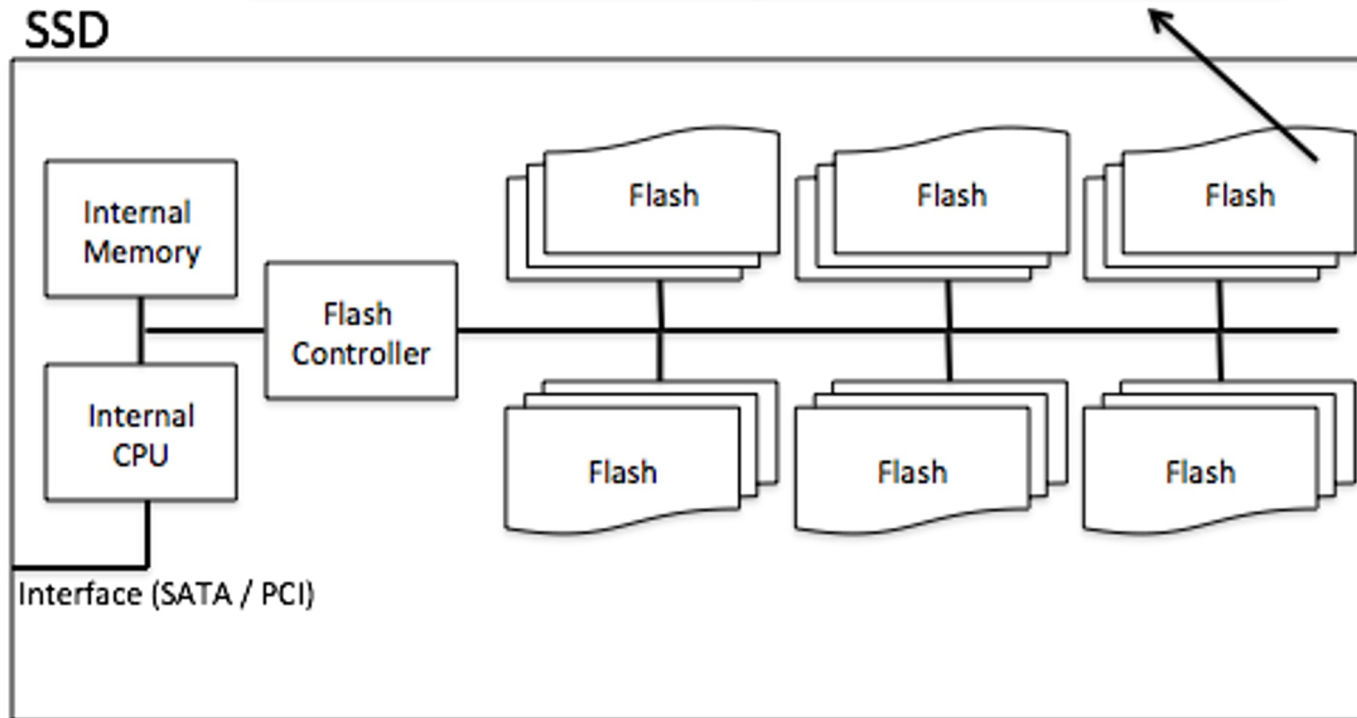 SSD
Internal
Memory
Flash
Controller
Internal
CPU
Interface (SATA / PCI)
Flash
Flash
Flash
Flash
Flash
Flash